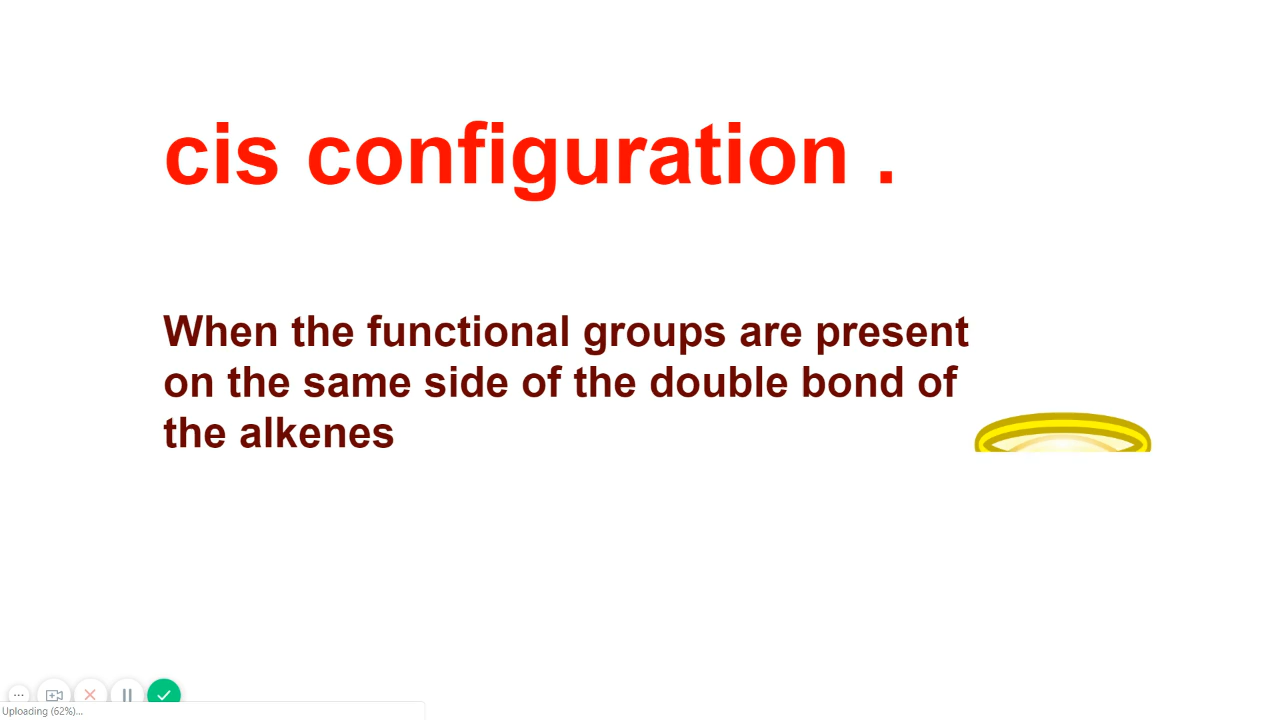 cis configuration .
When the functional groups are present
on the same side of the double bond of
the alkenes
Uploading (62%)...